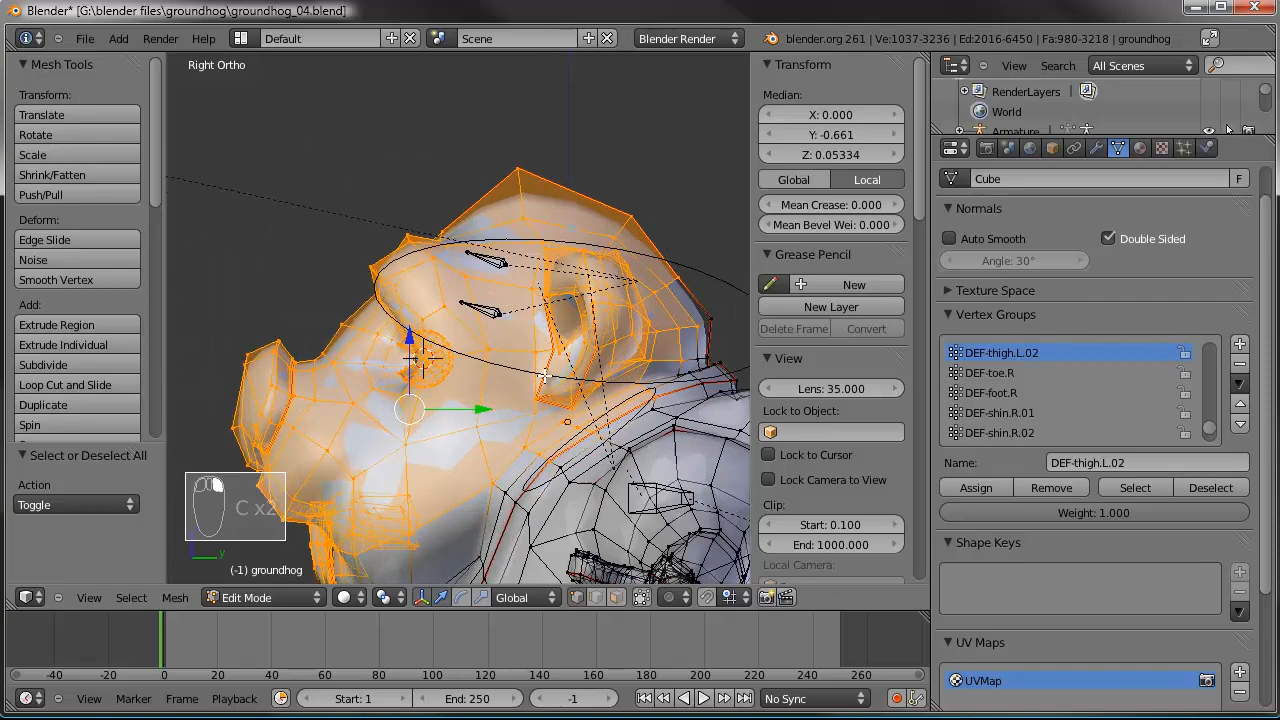 Blender* [G:\blender files\groundhog\groundhog_04.blend]
File Add Render Help Default Scene Blender Render blender.org 261 | Ve:1037-3236 | Ed:2016-6450 | Fa:980-3218 | groundhog
Mesh Tools
Transform:
Translate
Rotate
Scale
Shrink/Fatten
Push/Pull
Deform:
Edge Slide
Noise
Smooth Vertex
Add:
Extrude Region
Extrude Individual
Subdivide
Loop Cut and Slide
Duplicate
Spin
Select or Deselect All
Action
Toggle
Right Ortho
C xz
y
(-1) groundhog
Transform
Median:
X: 0.000
Y: -0.661
Z: 0.05334
Global Local
Mean Crease: 0.000
Mean Bevel Wei: 0.000
Grease Pencil
New
New Layer
Delete Frame Convert
View
Lens: 35.000
Lock to Object:
Lock to Cursor
Lock Camera to View
Clip:
Start: 0.100
End: 1000.000
Local Camera:
View Search All Scenes
RenderLayers |
World
Armature
Cube F
Normals
Auto Smooth Double Sided
Angle: 30°
Texture Space
Vertex Groups
DEF-thigh.L.02
DEF-toe.R
DEF-foot.R
DEF-shin.R.01
DEF-shin.R.02
Name: DEF-thigh.L.02
Assign Remove Select Deselect
Weight: 1.000
Shape Keys
UV Maps
UVMap
View Select Mesh Edit Mode Global
-40 -20 0 20 40 60 80 100 120 140 160 180 200 220 240 260
View Marker Frame Playback Start: 1 End: 250 -1 No Sync